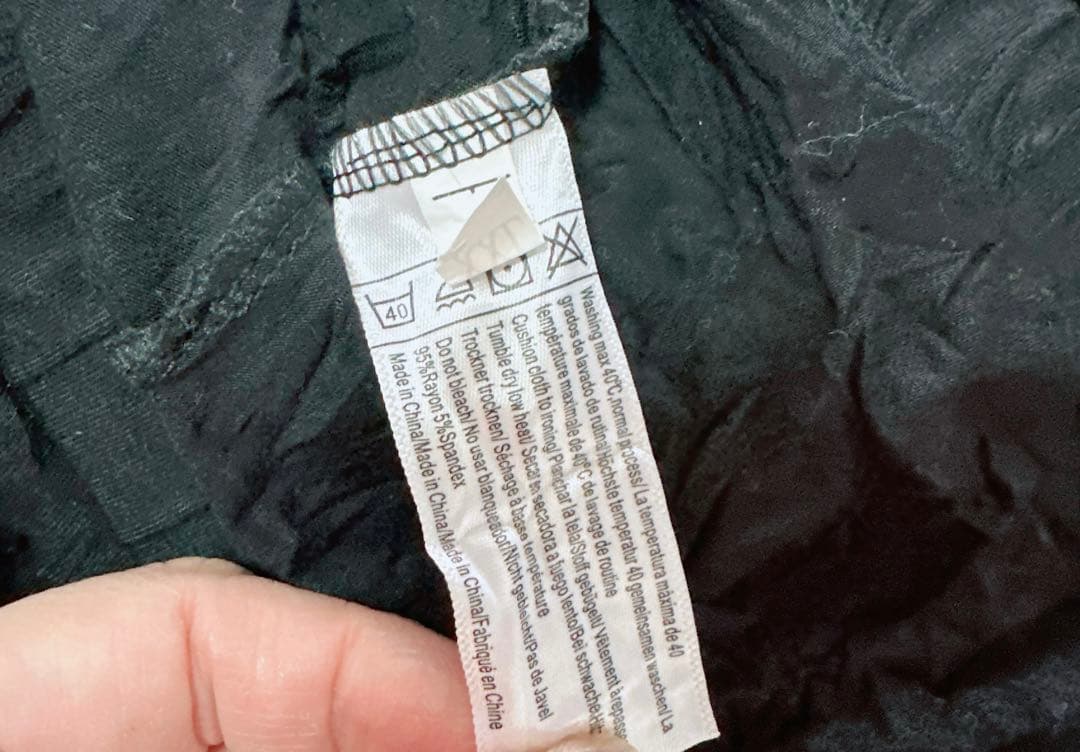 40
Washing max 40°C, normal process/ La temperatura máxima de 40
grados de lavado de rutina/Höchste temperatur 40 gemeinsamen waschen/ La
température maximale de 40°C de lavage de routine
Cushion cloth to ironing/ Planchar la tela/Stoff gebügelt/ Vêtement à repasser
Tumble dry low heat/ Secar en secadora a fuego lento/Bei schwacher
Trockner trocknen/ Séchage à basse température
Do not bleach/ No usar blanqueador/Nicht gebleicht/Pas de Javel
95%Rayon 5%Spandex
Made in China/Made in China/Made in China/Fabriqué en Chine